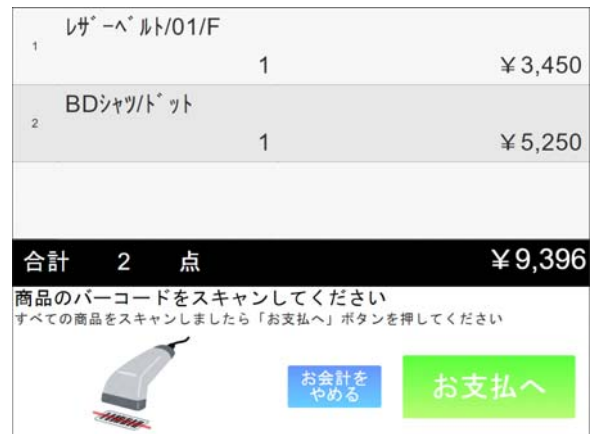 1
ﾚｻﾞｰﾍﾞﾙﾄ/01/F
1 ￥3,450
2
BDｼｬﾂ/ﾄﾞｯﾄ
1 ￥5,250
合計 2 点 ￥9,396
商品のバーコードをスキャンしてください
すべての商品をスキャンしましたら「お支払へ」ボタンを押してください
お会計を
やめる
お支払へ